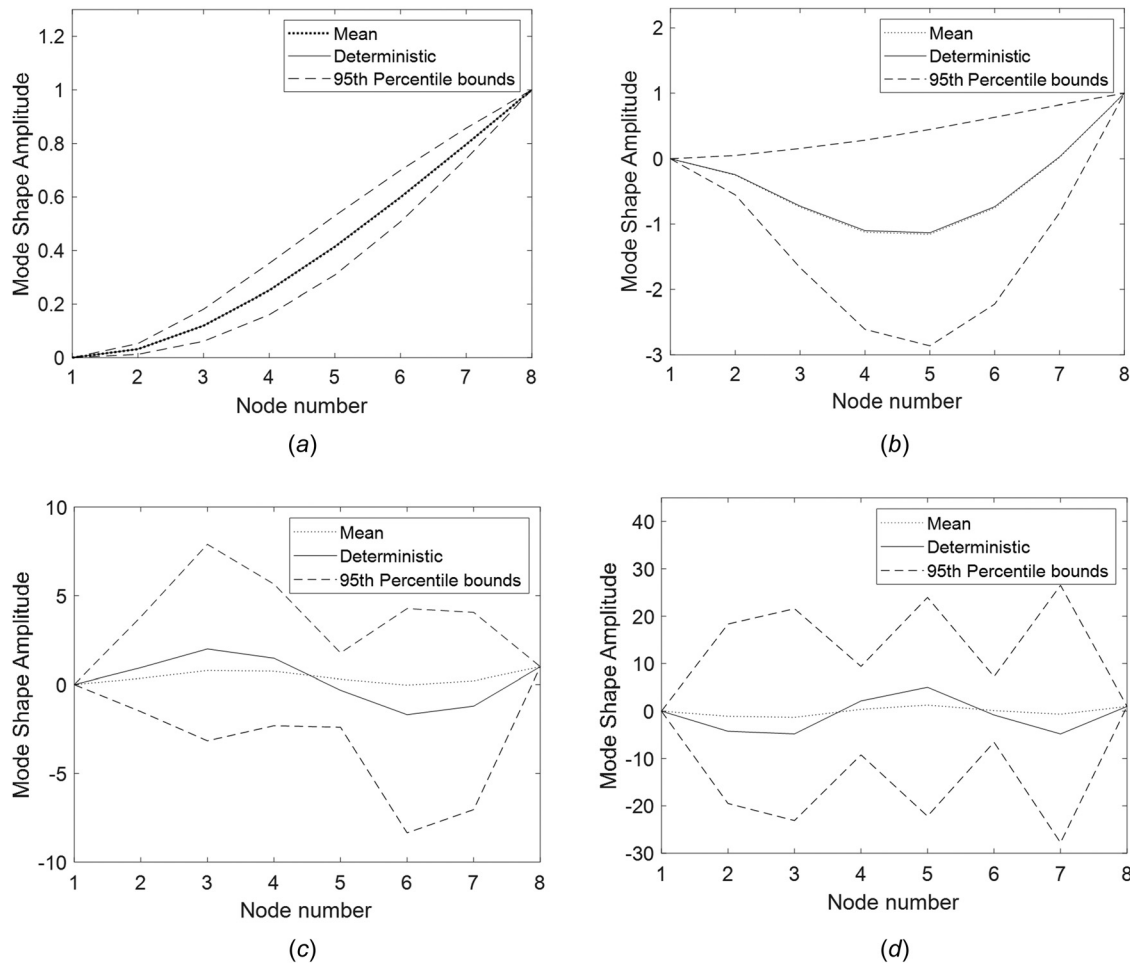 Mode Shape Amplitude
1.2
1
0.8
0.6
0.4
0.2
0
Mean
Deterministic
95th Percentile bounds
1 2 3 4 5 6 7 8
Node number
(a)
Mode Shape Amplitude
2
1
0
-1
-2
-3
Mean
Deterministic
95th Percentile bounds
1 2 3 4 5 6 7 8
Node number
(b)
Mode Shape Amplitude
10
5
0
-5
-10
Mean
Deterministic
95th Percentile bounds
1 2 3 4 5 6 7 8
Node number
(c)
Mode Shape Amplitude
40
30
20
10
0
-10
-20
-30
Mean
Deterministic
95th Percentile bounds
1 2 3 4 5 6 7 8
Node number
(d)